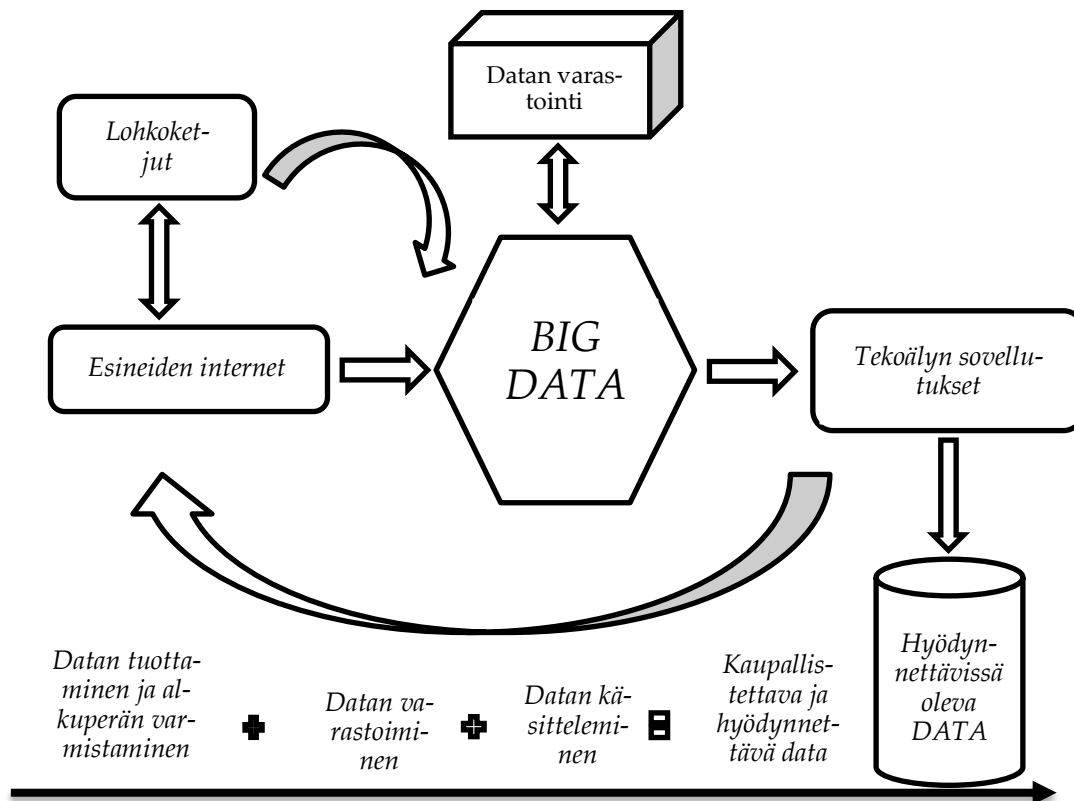 Datan varas-
tointi
Lohkoket-
jut
Esineiden internet
BIG
DATA
Tekoälyn sovellu-
tukset
Hyödyn-
nettävissä
oleva
DATA
Datan tuotta-
minen ja al-
kuperän var-
mistaminen
+
Datan va-
rastoimi-
nen
+
Datan kä-
sittelemi-
nen
=
Kaupallis-
tettava ja
hyödynnet-
tävä data